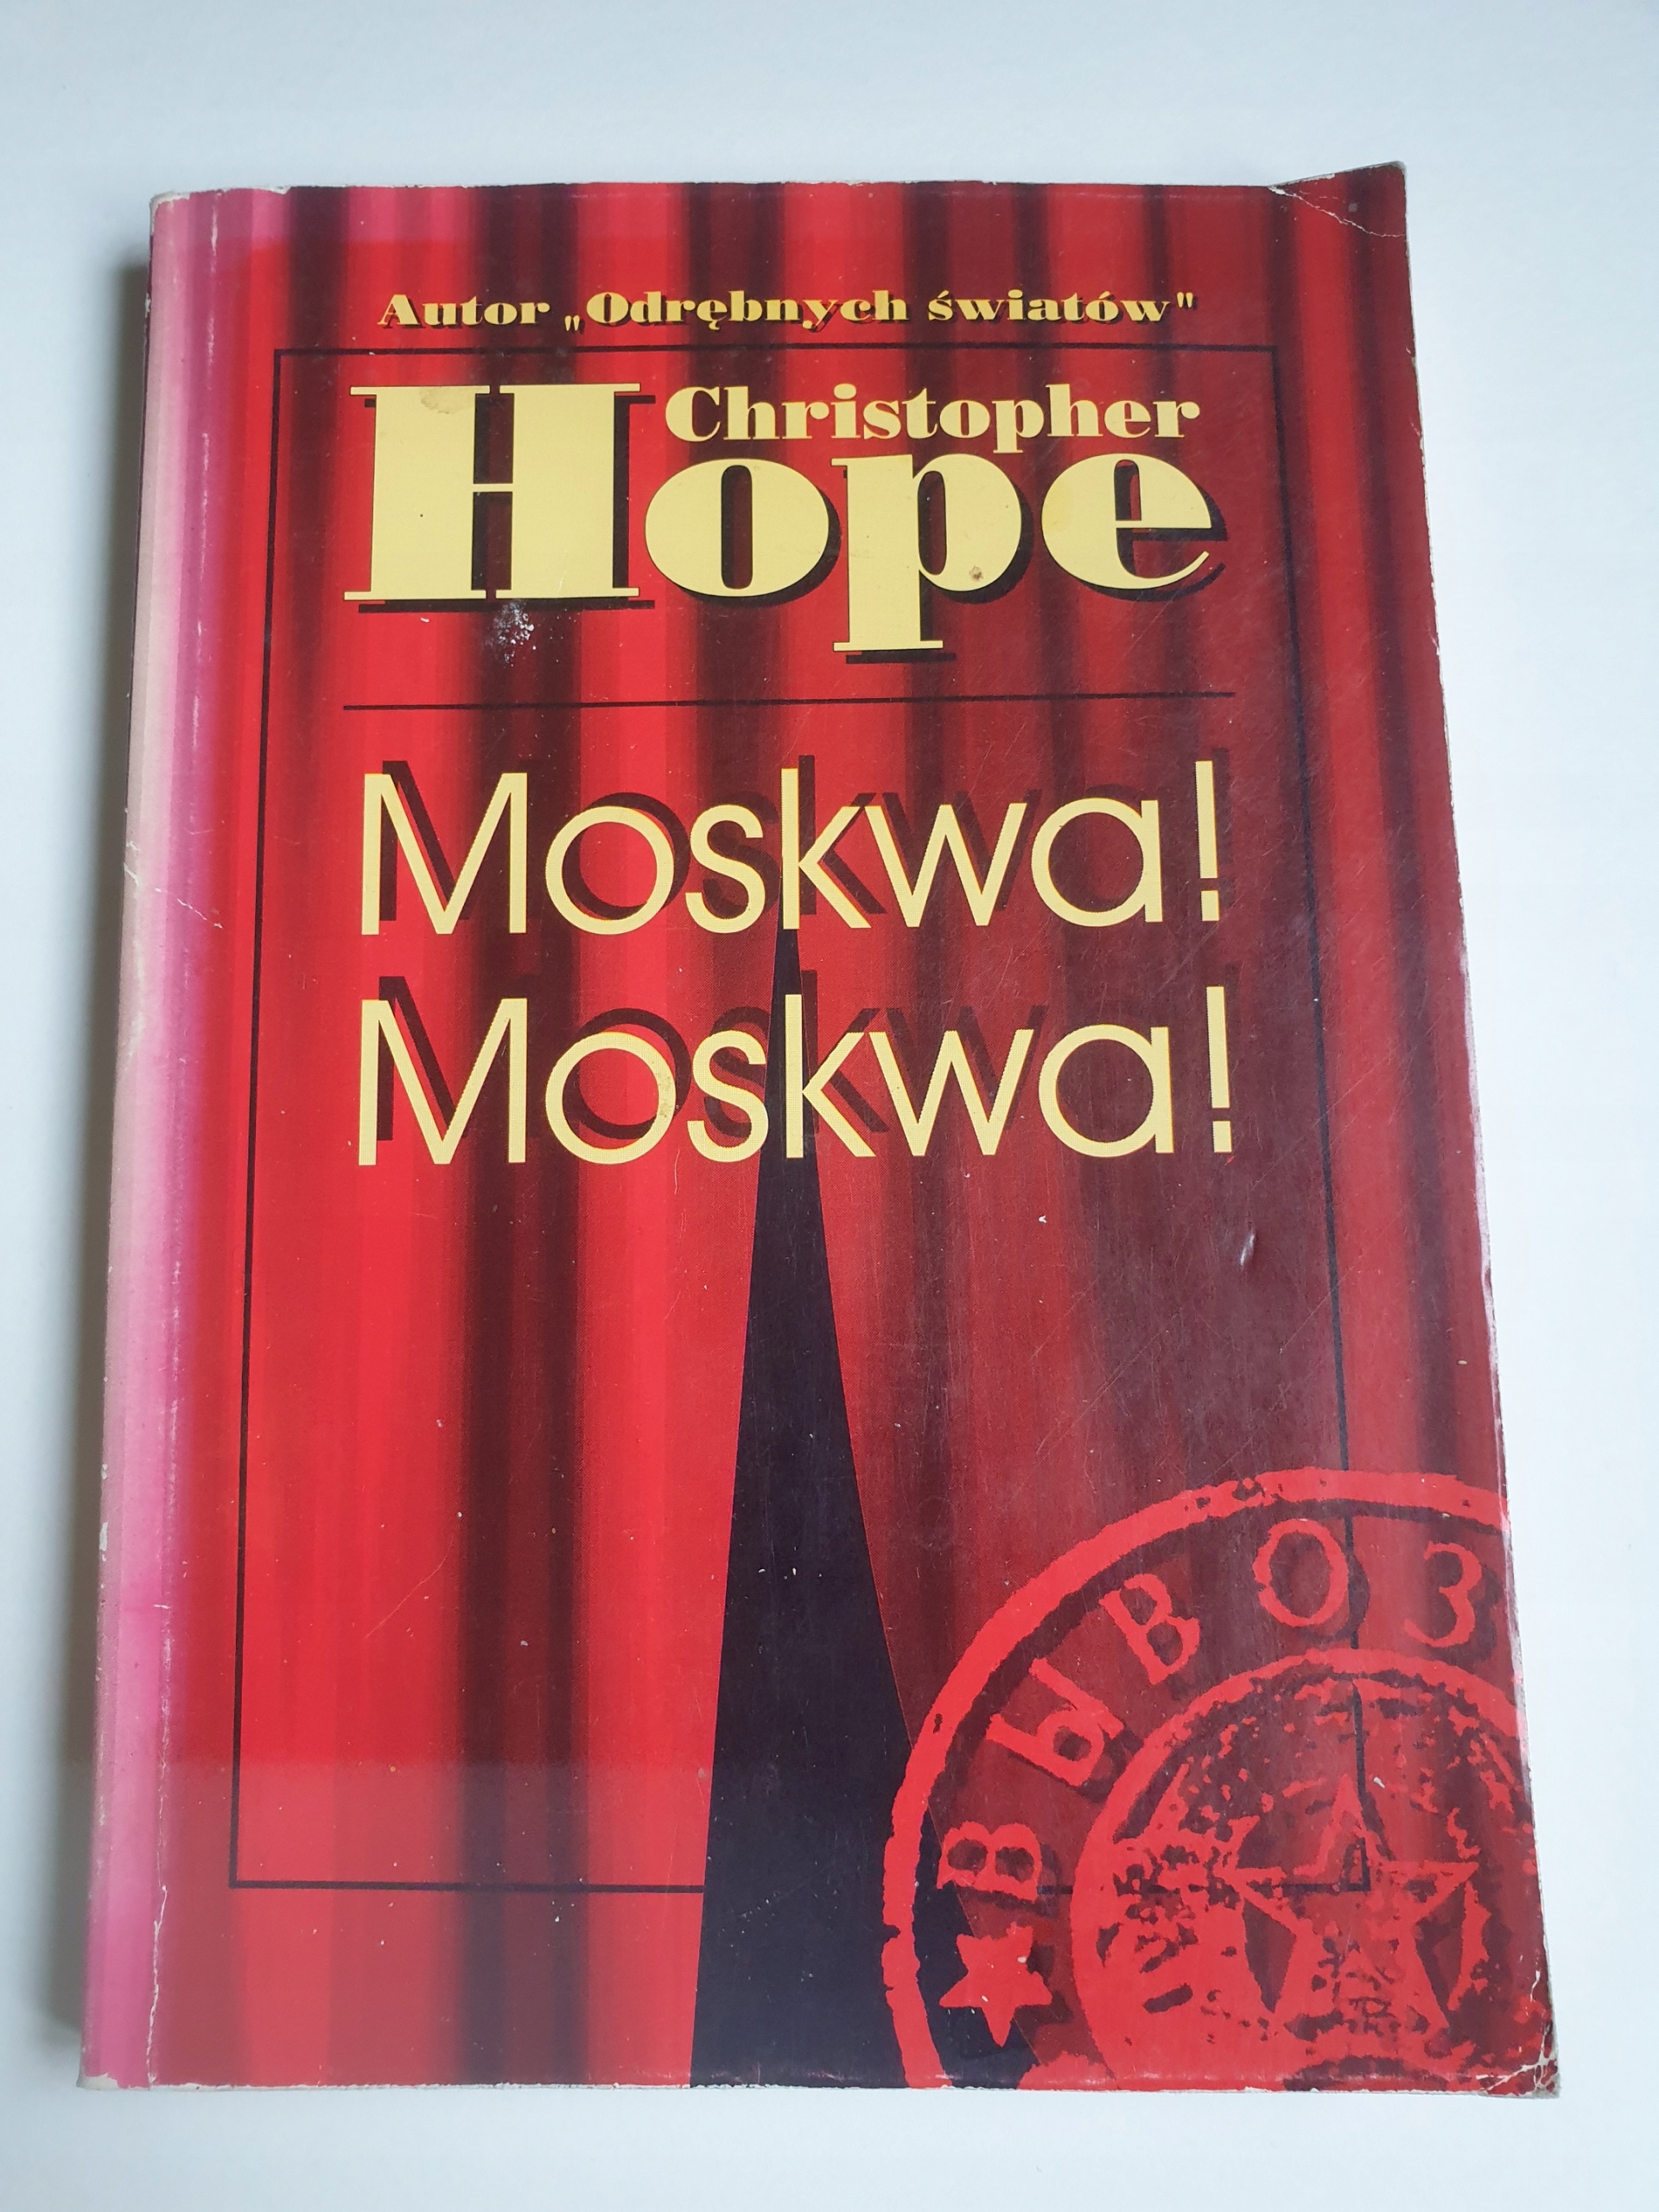 Autor „Odrębnych światów"
Christopher
Hope
Moskwa!
Moskwa!
ВЫВОЗ